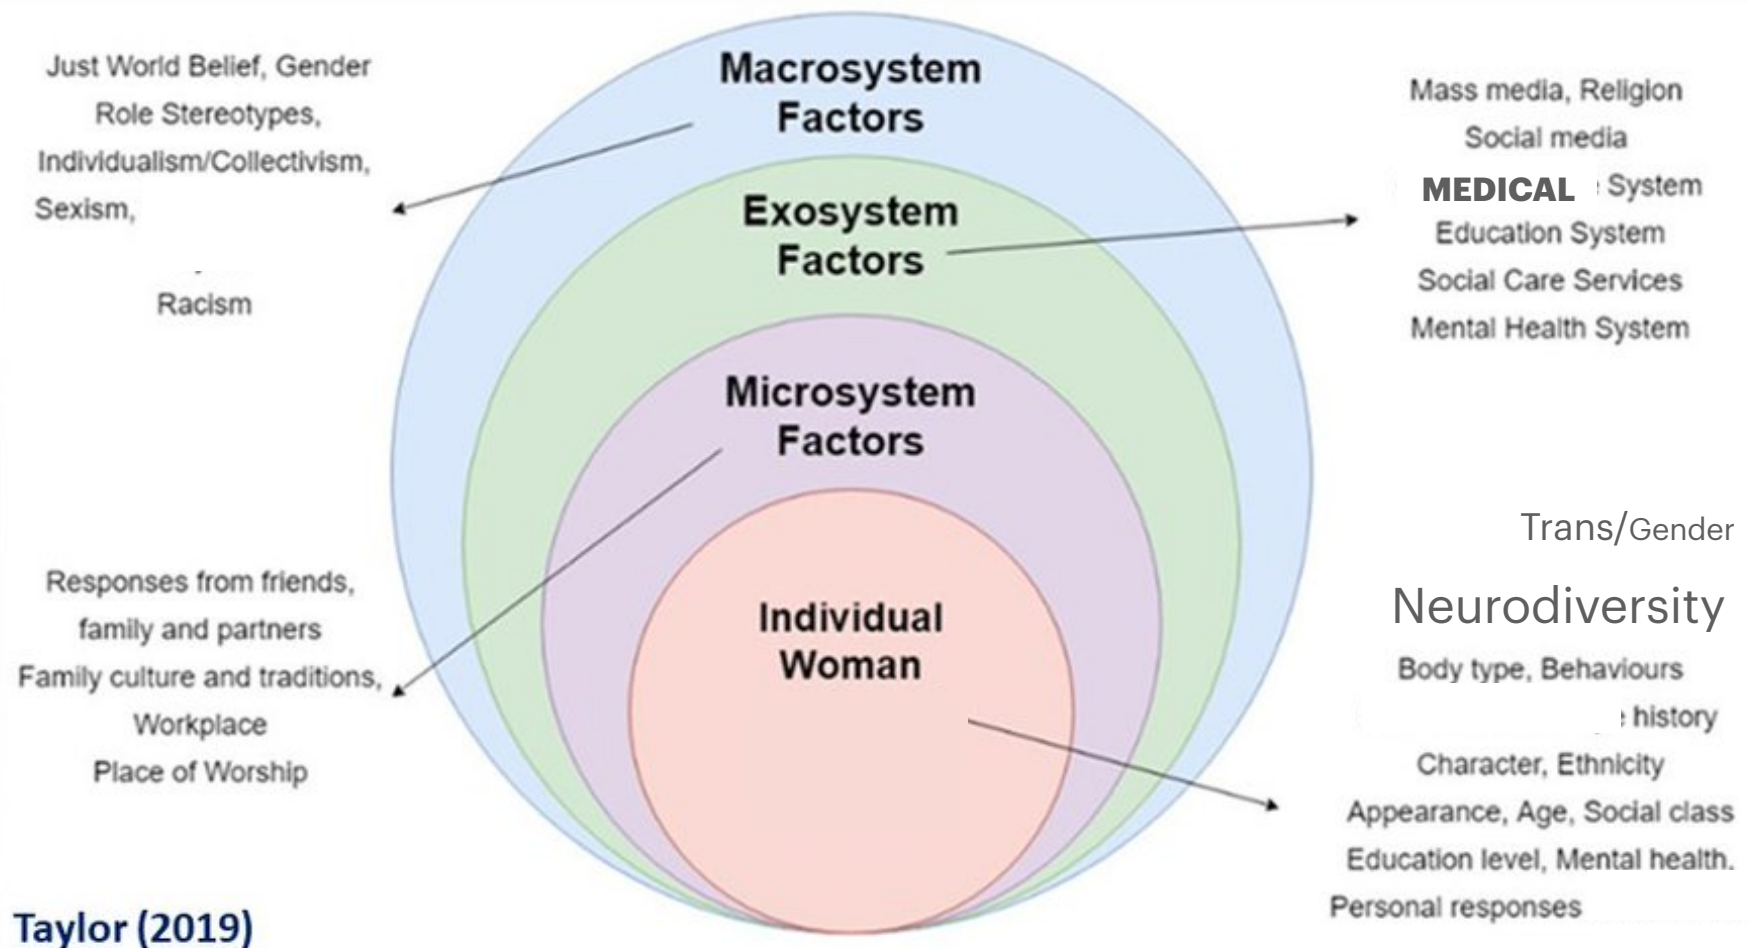 Macrosystem
Factors
Just World Belief, Gender
Role Stereotypes,
Individualism/Collectivism,
Sexism,
Racism
Exosystem
Factors
Mass media, Religion
Social media
MEDICAL System
Education System
Social Care Services
Mental Health System
Microsystem
Factors
Responses from friends,
family and partners
Family culture and traditions,
Workplace
Place of Worship
Individual
Woman
Trans/Gender
Neurodiversity
Body type, Behaviours
history
Character, Ethnicity
Appearance, Age, Social class
Education level, Mental health.
Personal responses
Taylor (2019)